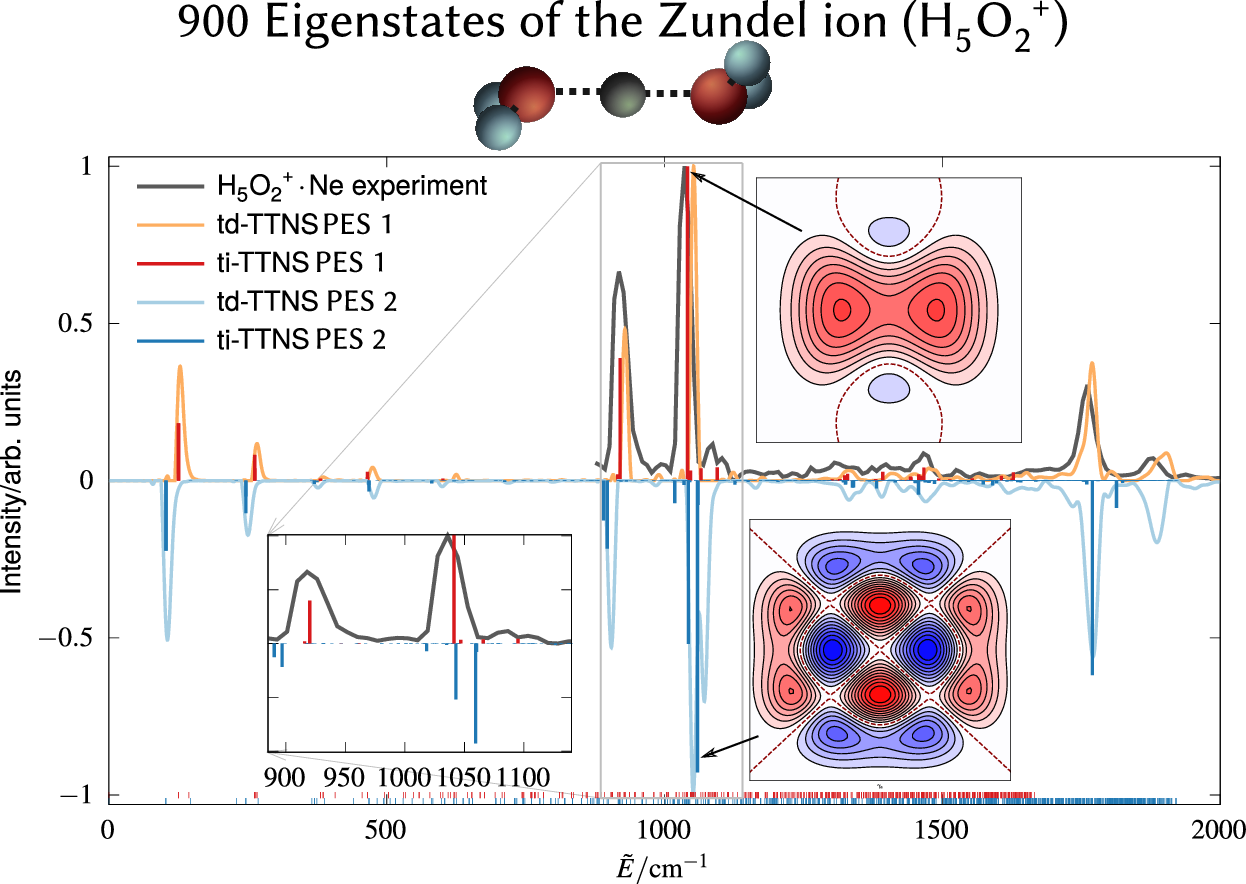 900 Eigenstates of the Zundel ion (H₅O₂⁺)
H₅O₂⁺ · Ne experiment
td-TTNS PES 1
ti-TTNS PES 1
td-TTNS PES 2
ti-TTNS PES 2
1
0.5
0
−0.5
−1
Intensity/arb. units
900 950 1000 1050 1100
0 500 1000 1500 2000
Ẽ/cm⁻¹